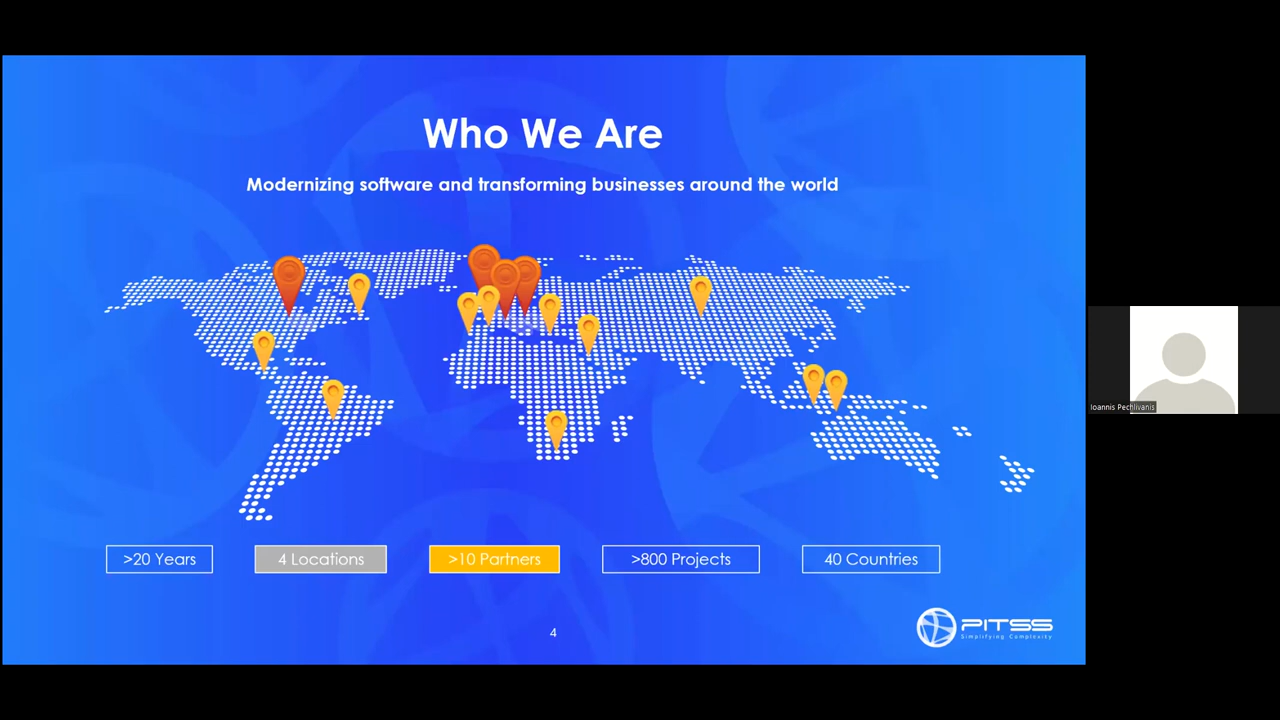 Who We Are
Modernizing software and transforming businesses around the world
>20 Years
4 Locations
>10 Partners
>800 Projects
40 Countries
4
PITSS
Simplifying Complexity
Ioannis Pechlivanis